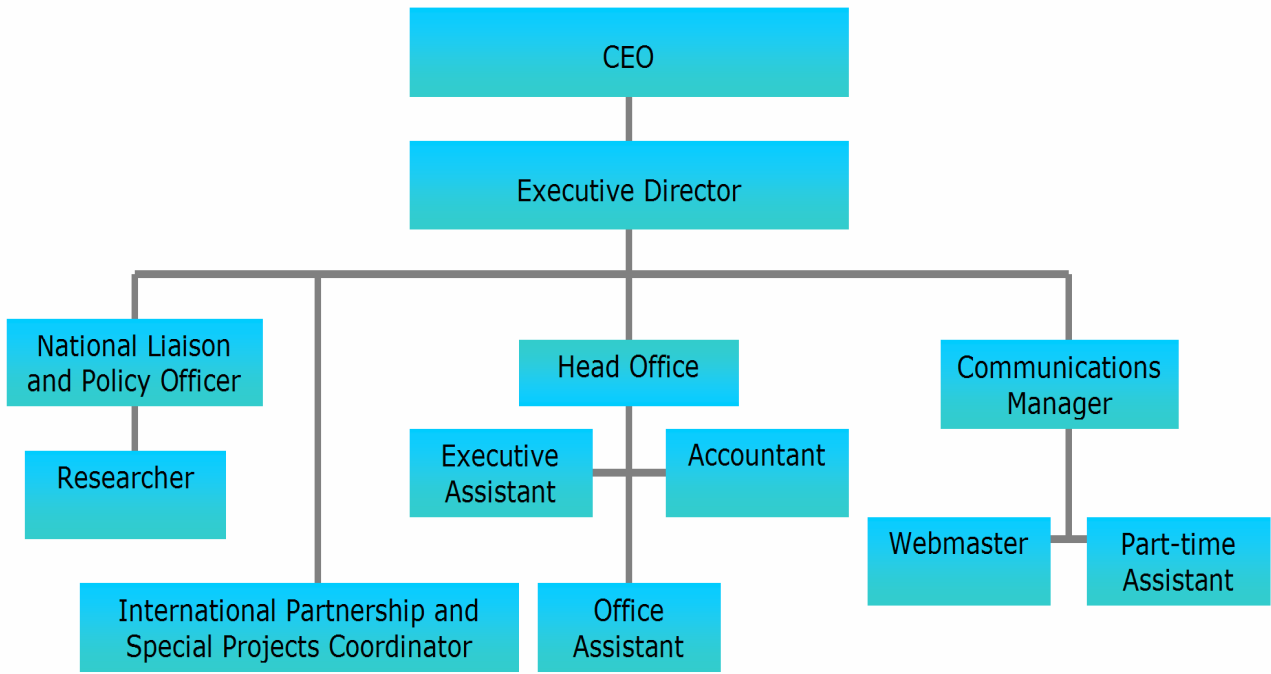 CEO
Executive Director
National Liaison
and Policy Officer
Head Office
Communications
Manager
Researcher
Executive
Assistant
Accountant
Webmaster
Part-time
Assistant
International Partnership and
Special Projects Coordinator
Office
Assistant